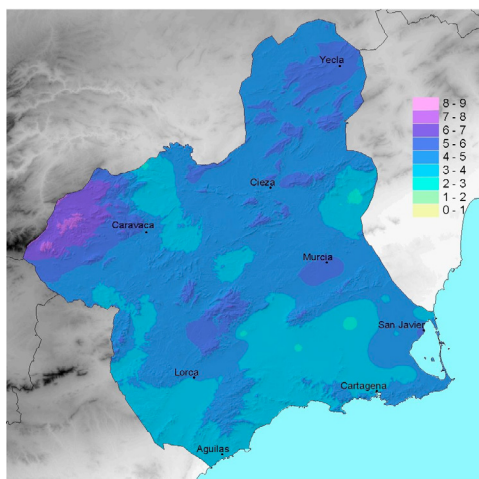 Yecla
8 - 9
7 - 8
6 - 7
5 - 6
4 - 5
3 - 4
2 - 3
1 - 2
0 - 1
Cieza
Caravaca
Murcia
San Javier
Lorca
Cartagena
Aguilas